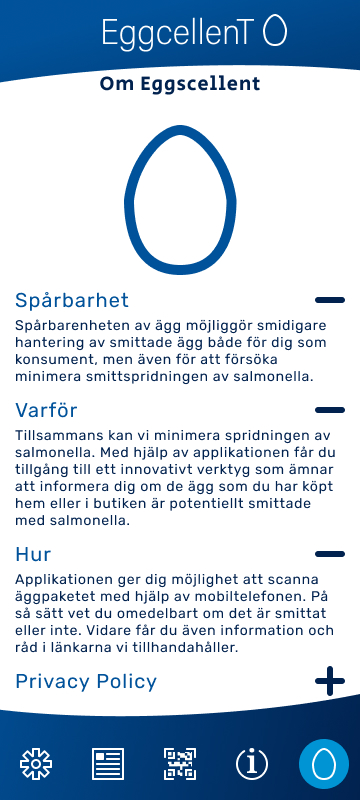 EggcellenT
Om Eggscellent
Spårbarhet
Spårbarenheten av ägg möjliggör smidigare
hantering av smittade ägg både för dig som
konsument, men även för att försöka
minimera smittspridningen av salmonella.
Varför
Tillsammans kan vi minimera spridningen av
salmonella. Med hjälp av applikationen får du
tillgång till ett innovativt verktyg som ämnar
att informera dig om de ägg som du har köpt
hem eller i butiken är potentiellt smittade
med salmonella.
Hur
Applikationen ger dig möjlighet att scanna
äggpaketet med hjälp av mobiltelefonen. På
så sätt vet du omedelbart om det är smittat
eller inte. Vidare får du även information och
råd i länkarna vi tillhandahåller.
Privacy Policy